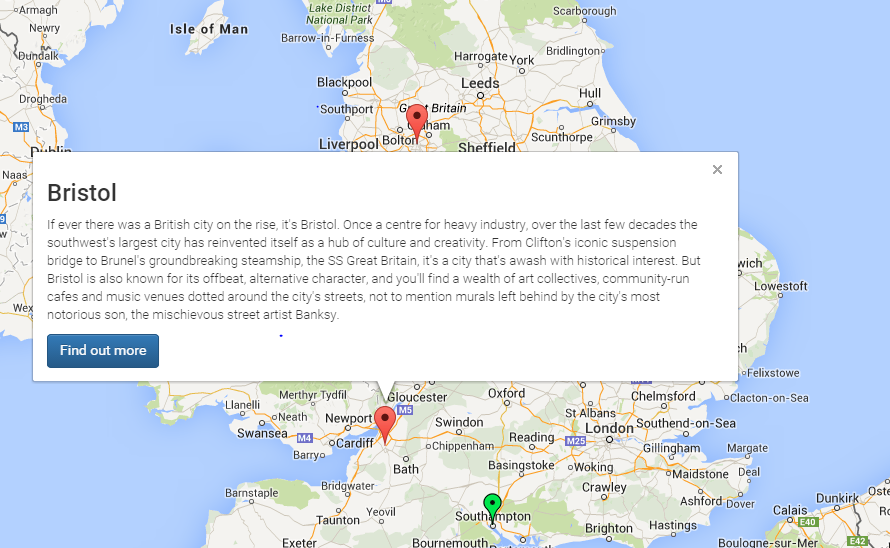 Armagh
Newry
Dundalk
Drogheda
M3
Dublin
Naas
Isle of Man
Lake District
National Park
Barrow-in-Furness
Scarborough
Bridlington
Harrogate
York
Blackpool
Leeds
Southport
Great Britain
Hull
Grimsby
Scunthorpe
Liverpool
Bolton
Oldham
Sheffield
×
Bristol
If ever there was a British city on the rise, it's Bristol. Once a centre for heavy industry, over the last few decades the
southwest's largest city has reinvented itself as a hub of culture and creativity. From Clifton's iconic suspension
bridge to Brunel's groundbreaking steamship, the SS Great Britain, it's a city that's awash with historical interest. But
Bristol is also known for its offbeat, alternative character, and you'll find a wealth of art collectives, community-run
cafes and music venues dotted around the city's streets, not to mention murals left behind by the city's most
notorious son, the mischievous street artist Banksy.
Find out more
wich
Lowestoft
ch
Felixstowe
Merthyr Tydfil
Gloucester
Oxford
Chelmsford
Clacton-on-Sea
Llanelli
Neath
Newport
M5
St Albans
Swansea
M4
Cardiff
Swindon
London
Southend-on-Sea
Barry
Bath
Chippenham
Reading
M25
Gillingham
Margate
Basingstoke
Woking
Maidstone
Deal
Barnstaple
Bridgwater
Crawley
Ashford
Dover
Taunton
Yeovil
Southampton
Brighton
Hastings
Calais
Dunkirk
Oste
E40
Exeter
Bournemouth
Boulogne-sur-Mer
E42